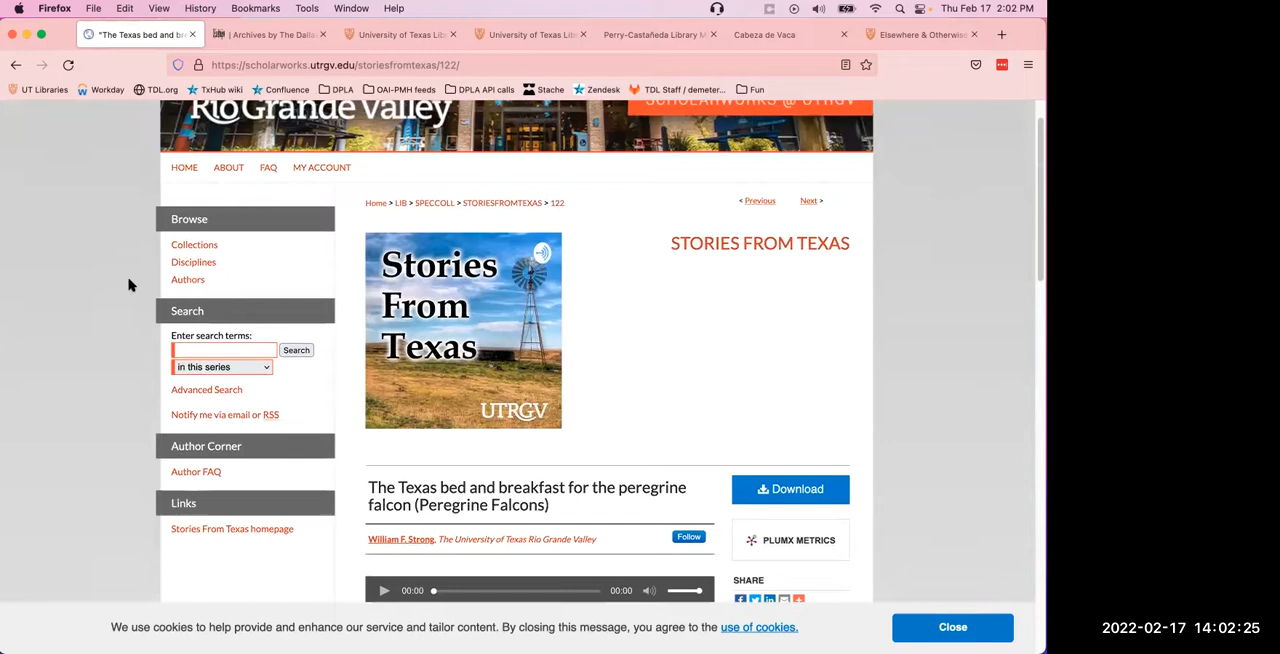 Firefox File Edit View History Bookmarks Tools Window Help Thu Feb 17 2:02 PM
"The Texas bed and bre × | Archives by The Dalla × University of Texas Lib × University of Texas Lib × Perry-Castañeda Library M × Cabeza de Vaca × Elsewhere & Otherwise × +
https://scholarworks.utrgv.edu/storiesfromtexas/122/
UT Libraries Workday TDL.org TxHub wiki Confluence DPLA OAI-PMH feeds DPLA API calls Stache Zendesk TDL Staff / demeter... Fun
Rio Grande Valley
SCHOLARWORKS @ UTRGV
HOME ABOUT FAQ MY ACCOUNT
Home > LIB > SPECCOLL > STORIESFROMTEXAS > 122
< Previous Next >
Browse
Collections
Disciplines
Authors
Search
Enter search terms:
Search
in this series
Advanced Search
Notify me via email or RSS
Author Corner
Author FAQ
Links
Stories From Texas homepage
Stories
From
Texas
UTRGV
STORIES FROM TEXAS
The Texas bed and breakfast for the peregrine
falcon (Peregrine Falcons)
William F. Strong, The University of Texas Rio Grande Valley
Follow
00:00 00:00
Download
PLUMX METRICS
SHARE
We use cookies to help provide and enhance our service and tailor content. By closing this message, you agree to the use of cookies.
Close
2022-02-17 14:02:25